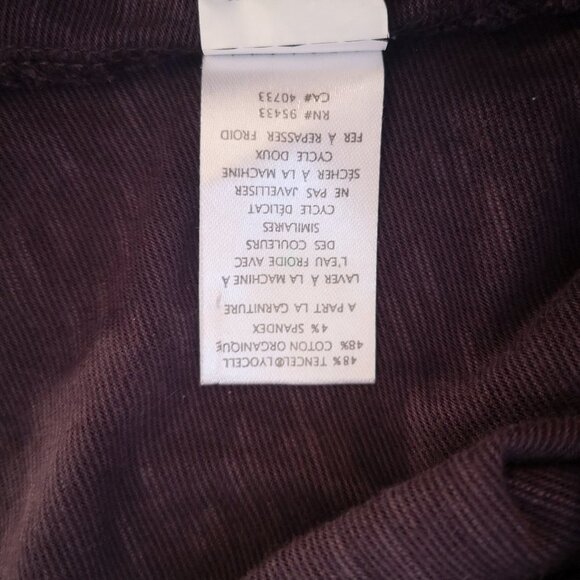 48% TENCEL®LYOCELL
48% COTON ORGANIQUE
4% SPANDEX
A PART LA GARNITURE
LAVER À LA MACHINE À
L'EAU FROIDE AVEC
DES COULEURS
SIMILAIRES
CYCLE DÉLICAT
NE PAS JAVELLISER
SÉCHER À LA MACHINE
CYCLE DOUX
FER À REPASSER FROID
RN# 95433
CA# 40733